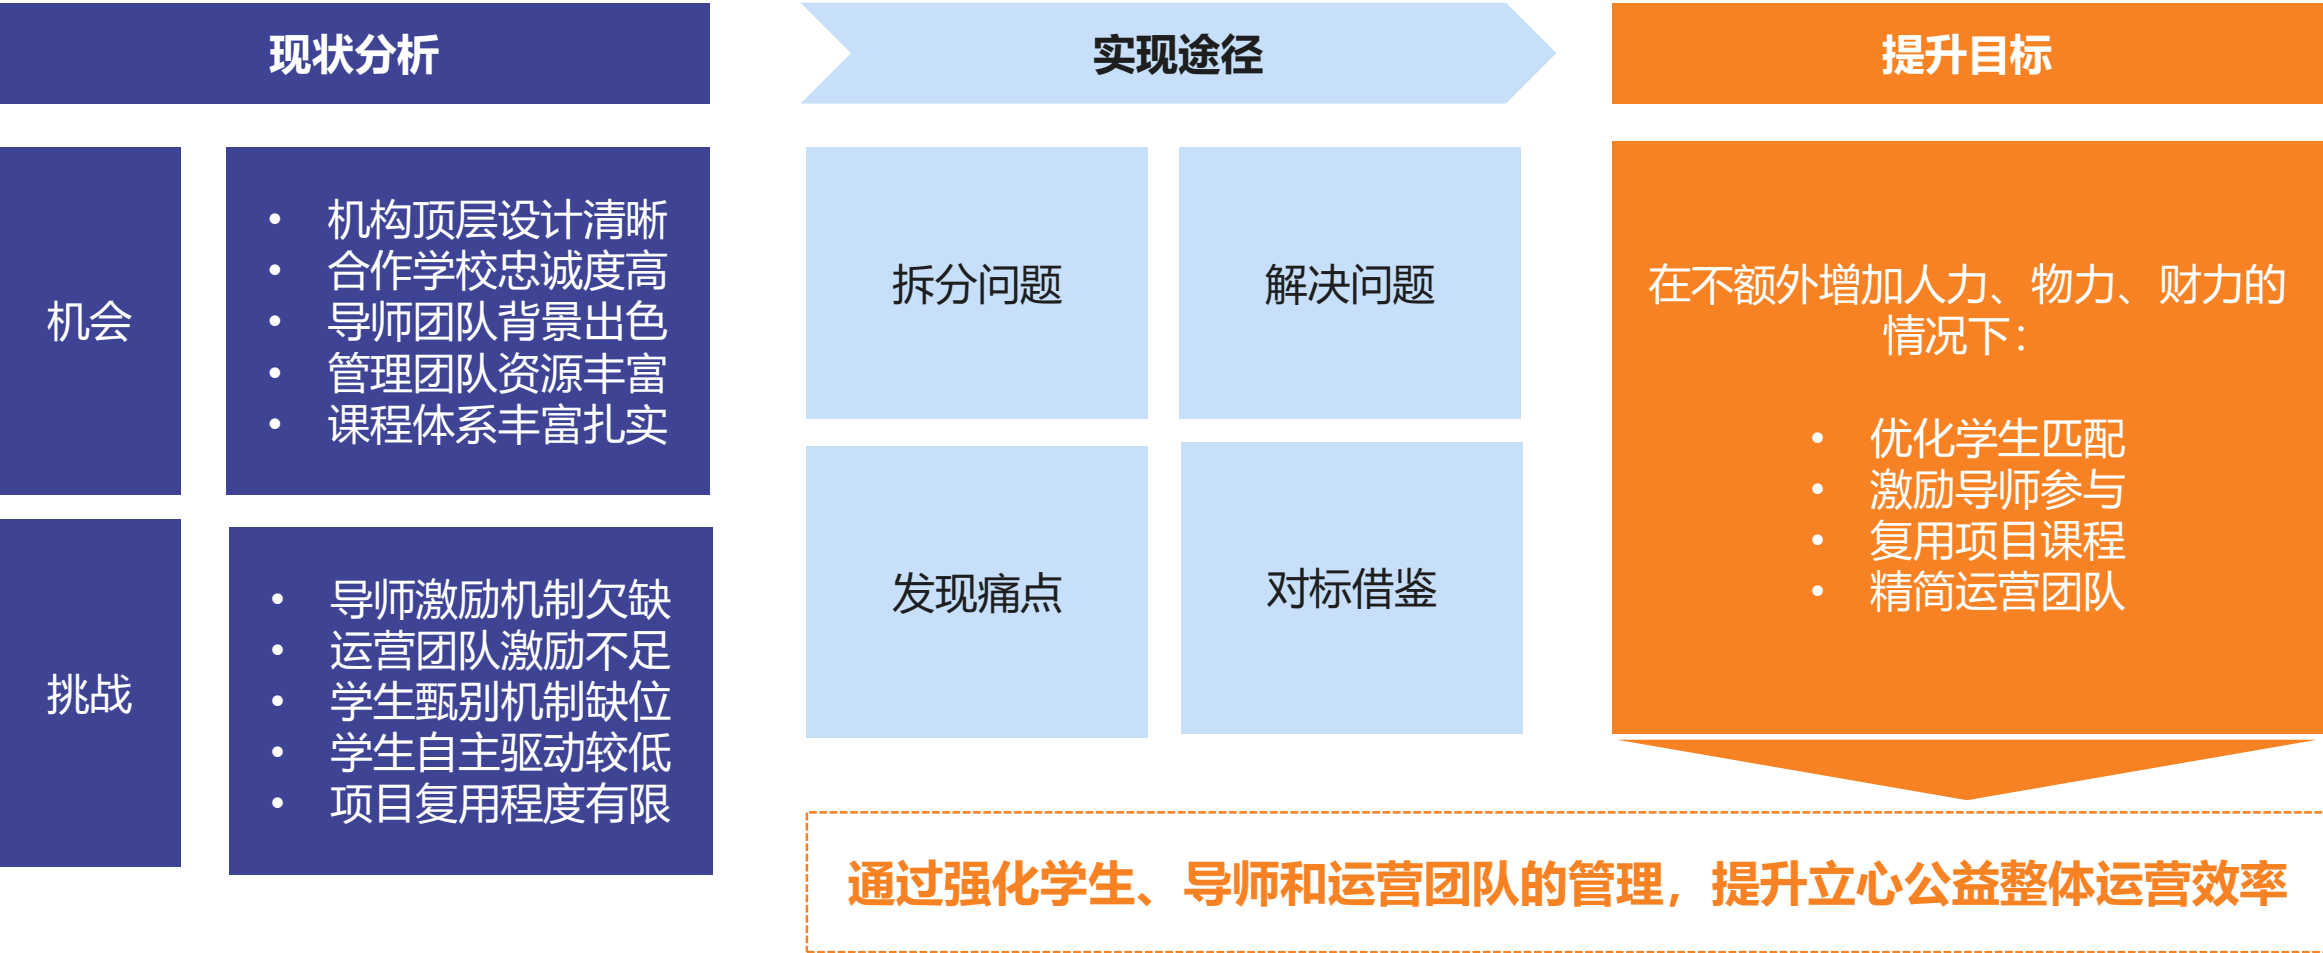 现状分析
实现途径
提升目标
机会
• 机构顶层设计清晰
• 合作学校忠诚度高
• 导师团队背景出色
• 管理团队资源丰富
• 课程体系丰富扎实
挑战
• 导师激励机制欠缺
• 运营团队激励不足
• 学生甄别机制缺位
• 学生自主驱动较低
• 项目复用程度有限
拆分问题
解决问题
发现痛点
对标借鉴
在不额外增加人力、物力、财力的
情况下：
• 优化学生匹配
• 激励导师参与
• 复用项目课程
• 精简运营团队
通过强化学生、导师和运营团队的管理，提升立心公益整体运营效率